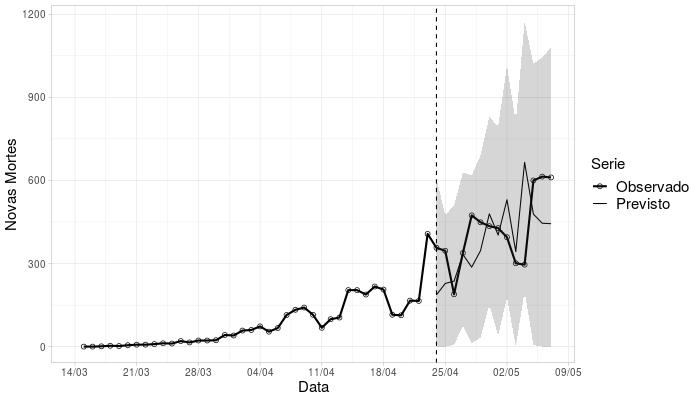 1200
900
600
300
0
Novas Mortes
14/03 21/03 28/03 04/04 11/04 18/04 25/04 02/05 09/05
Data
Serie
Observado
Previsto